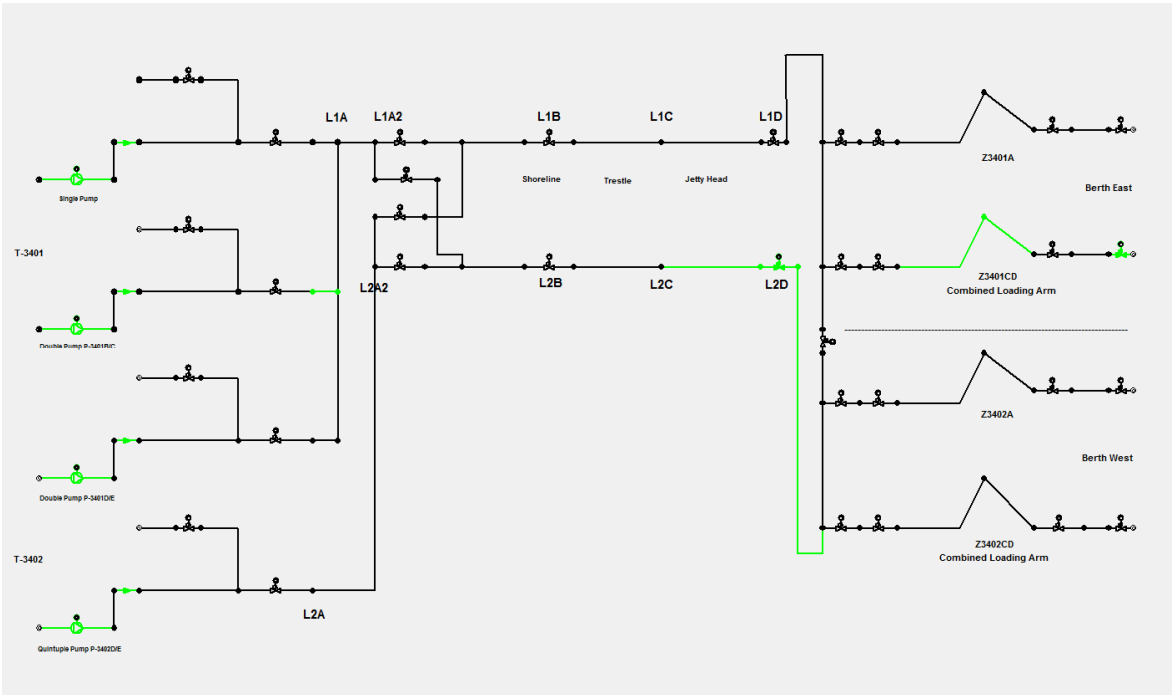 L1A
L1A2
L1B
L1C
L1D
Z3401A
Shoreline
Trestle
Jetty Head
Berth East
Single Pump
T-3401
L2A2
L2B
L2C
L2D
Z3401CD
Combined Loading Arm
Double Pump P-3401B/C
Z3402A
Berth West
Double Pump P-3401D/E
T-3402
Z3402CD
Combined Loading Arm
L2A
Quintuple Pump P-3402D/E